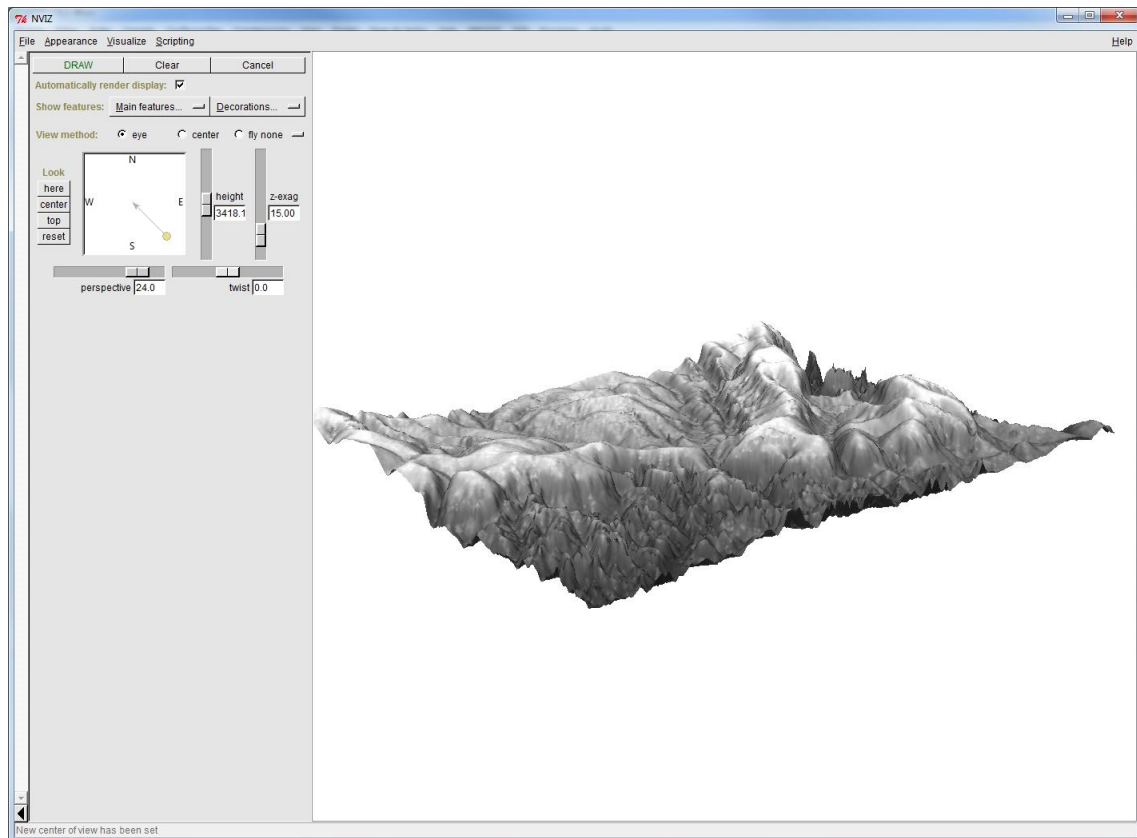 NVIZ
File Appearance Visualize Scripting Help
DRAW Clear Cancel
Automatically render display:
Show features: Main features... Decorations...
View method: eye center fly none
Look
here
center
top
reset
N
W E
S
height
3418.1
z-exag
15.00
perspective 24.0 twist 0.0
New center of view has been set